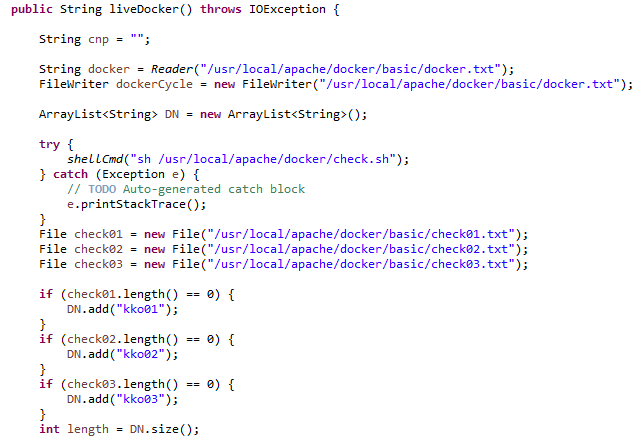 public String liveDocker() throws IOException {
String cnp = "";
String docker = Reader("/usr/local/apache/docker/basic/docker.txt");
FileWriter dockerCycle = new FileWriter("/usr/local/apache/docker/basic/docker.txt");
ArrayList<String> DN = new ArrayList<String>();
try {
shellCmd("sh /usr/local/apache/docker/check.sh");
} catch (Exception e) {
// TODO Auto-generated catch block
e.printStackTrace();
}
File check01 = new File("/usr/local/apache/docker/basic/check01.txt");
File check02 = new File("/usr/local/apache/docker/basic/check02.txt");
File check03 = new File("/usr/local/apache/docker/basic/check03.txt");
if (check01.length() == 0) {
DN.add("kko01");
}
if (check02.length() == 0) {
DN.add("kko02");
}
if (check03.length() == 0) {
DN.add("kko03");
}
int length = DN.size();